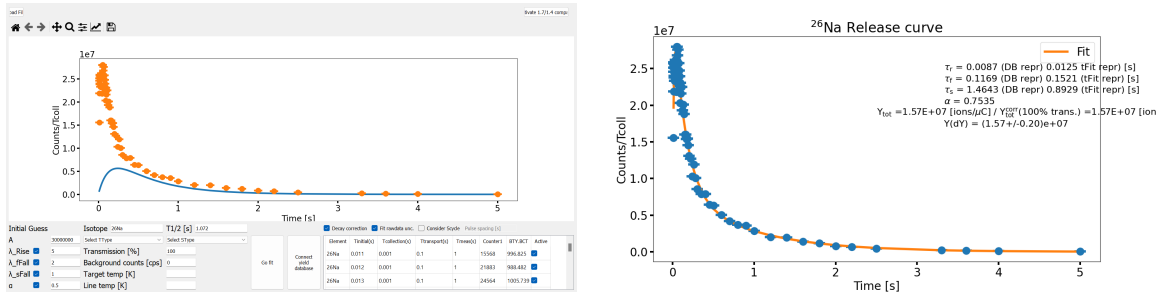 1e7
2.5
2.0
1.5
1.0
0.5
0.0
Counts/Tcoll
0 1 2 3 4 5
Time [s]
Initial Guess Isotope 26Na T1/2 [s] 1.072
A 30000000 Select TType Select SType
λ_Rise 5 Transmission [%] 100
λ_fFall 2 Background counts [cps] 0
λ_sFall 1 Target temp [K]
α 0.5 Line temp [K]
Go fit
Connect
yield
database
Decay correction Fit rawdata unc. Consider Scycle Pulse spacing [s]
Element Tinitial(s) Tcollection(s) Ttransport(s) Tmeas(s) Counter1 BTY.BCT Active
26Na 0.011 0.001 0.1 1 15568 996.825
26Na 0.012 0.001 0.1 1 21883 988.482
26Na 0.013 0.001 0.1 1 24564 1005.739
²⁶Na Release curve
1e7
Fit
τr = 0.0087 (DB repr) 0.0125 tFit repr) [s]
τf = 0.1169 (DB repr) 0.1521 (tFit repr) [s]
τs = 1.4643 (DB repr) 0.8929 (tFit repr) [s]
α = 0.7535
Ytot =1.57E+07 [ions/μC] / Ytot^corr(100% trans.) =1.57E+07 [ion
Y(dY) = (1.57+/-0.20)e+07
2.5
2.0
1.5
1.0
0.5
0.0
Counts/Tcoll
0 1 2 3 4 5
Time [s]